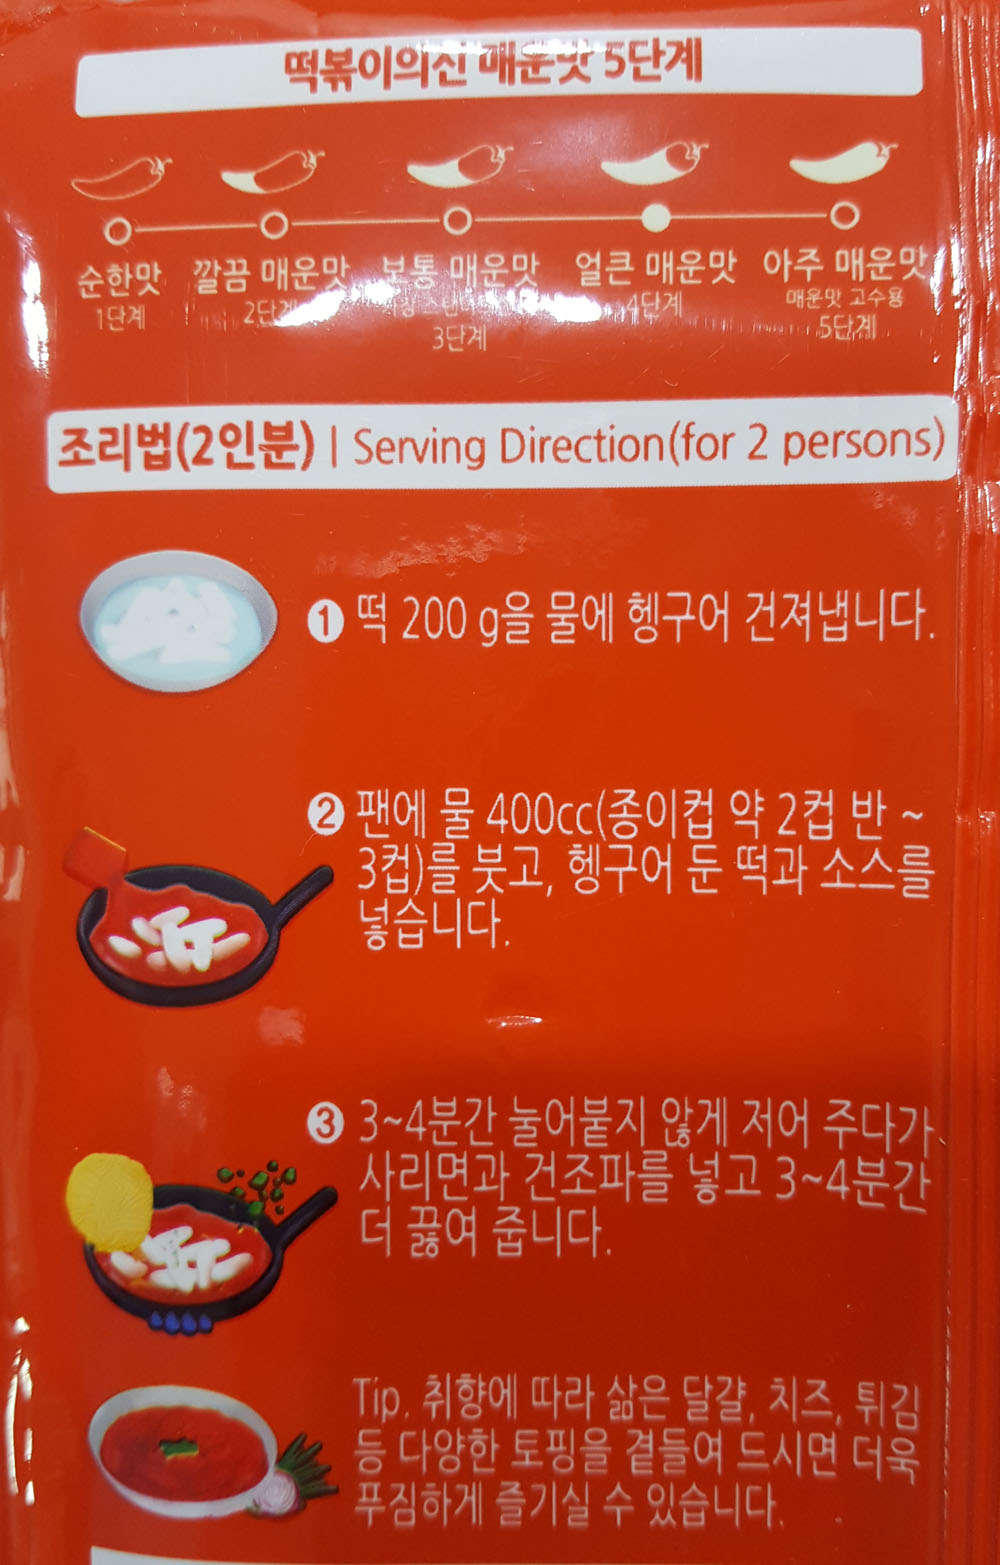 떡볶이의신 매운맛 5단계
순한맛 깔끔 매운맛 보통 매운맛 얼큰 매운맛 아주 매운맛
매운맛 고수용
1단계 2단계 3단계 4단계 5단계
조리법(2인분) | Serving Direction(for 2 persons)
❶ 떡 200 g을 물에 헹구어 건져냅니다.
❷ 팬에 물 400cc(종이컵 약 2컵 반 ~
3컵)를 붓고, 헹구어 둔 떡과 소스를
넣습니다.
❸ 3~4분간 눌어붙지 않게 저어 주다가
사리면과 건조파를 넣고 3~4분간
더 끓여 줍니다.
Tip. 취향에 따라 삶은 달걀, 치즈, 튀김
등 다양한 토핑을 곁들여 드시면 더욱
푸짐하게 즐기실 수 있습니다.